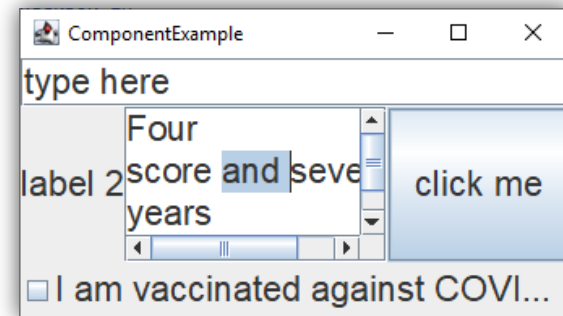 ComponentExample
type here
Four
label 2
score and seve
years
click me
I am vaccinated against COVI...